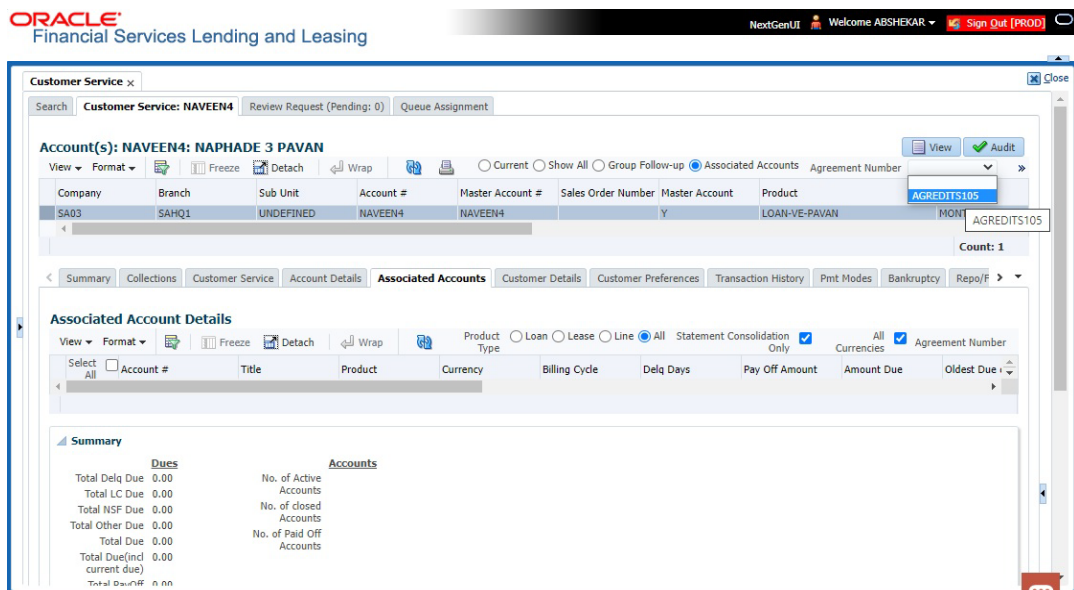 ORACLE
Financial Services Lending and Leasing
NextGenUI Welcome ABSHEKAR Sign Out [PROD]
Customer Service x
Close
Search Customer Service: NAVEEN4 Review Request (Pending: 0) Queue Assignment
Account(s): NAVEEN4: NAPHADE 3 PAVAN
View Audit
View Format Freeze Detach Wrap Current Show All Group Follow-up Associated Accounts Agreement Number
Company Branch Sub Unit Account # Master Account # Sales Order Number Master Account Product
AGREDITS105
SA03 SAHQ1 UNDEFINED NAVEEN4 NAVEEN4 Y LOAN-VE-PAVAN MONT
AGREDITS105
Count: 1
Summary Collections Customer Service Account Details Associated Accounts Customer Details Customer Preferences Transaction History Pmt Modes Bankruptcy Repo/F
Associated Account Details
View Format Freeze Detach Wrap Product Type Loan Lease Line All Statement Consolidation Only All Currencies Agreement Number
Select All Account # Title Product Currency Billing Cycle Delq Days Pay Off Amount Amount Due Oldest Due
Summary
Dues Accounts
Total Delq Due 0.00 No. of Active Accounts
Total LC Due 0.00
Total NSF Due 0.00 No. of closed Accounts
Total Other Due 0.00
Total Due 0.00 No. of Paid Off Accounts
Total Due(incl current due) 0.00
Total PayOff 0.00